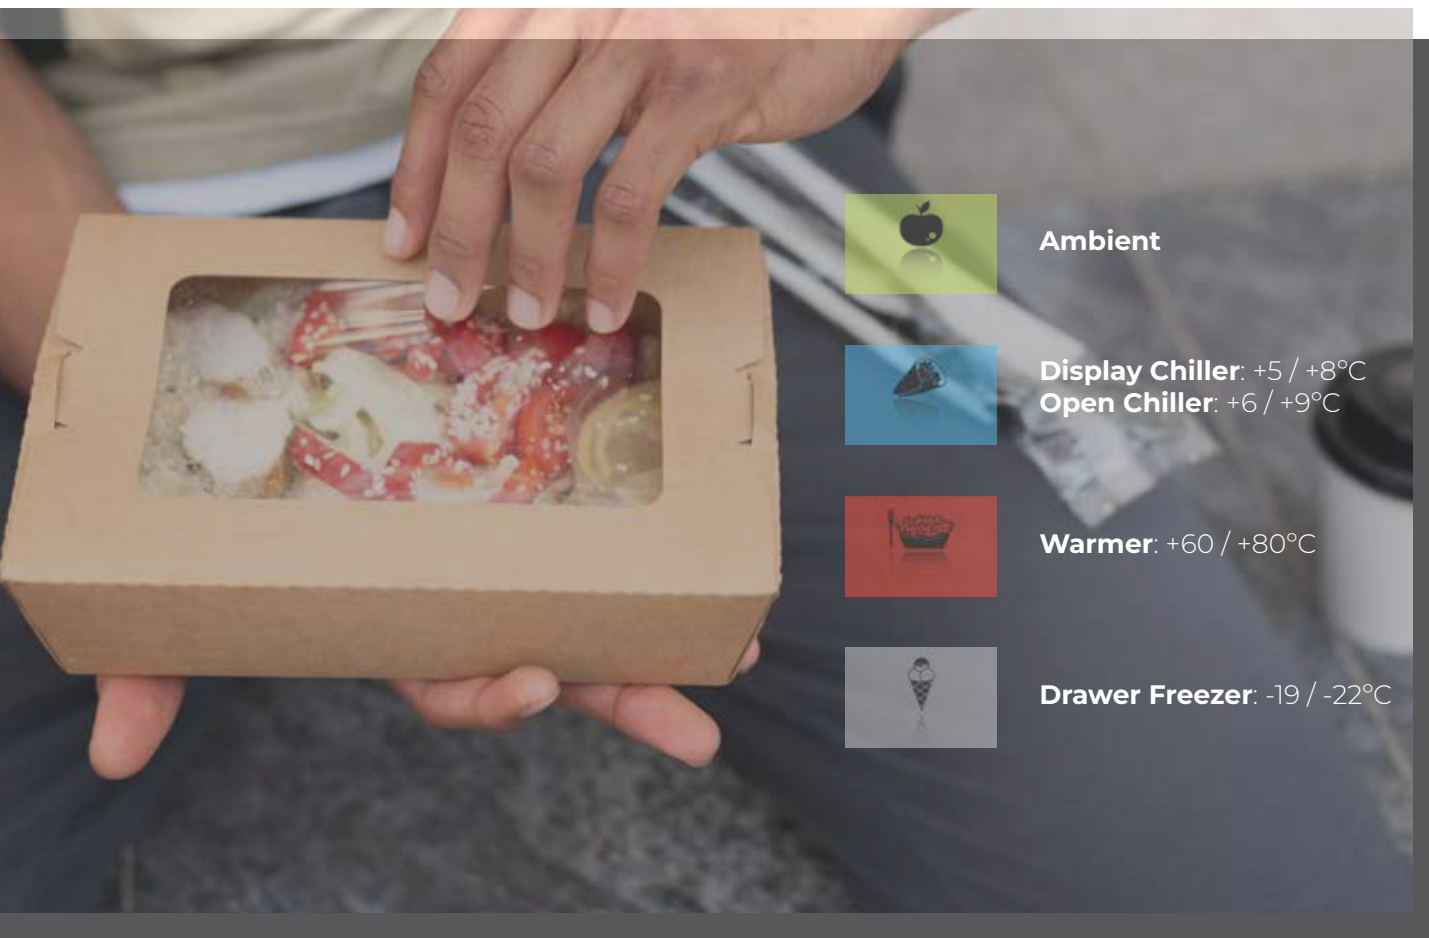 Ambient
Display Chiller: +5 / +8°C
Open Chiller: +6 / +9°C
Warmer: +60 / +80°C
Drawer Freezer: -19 / -22°C